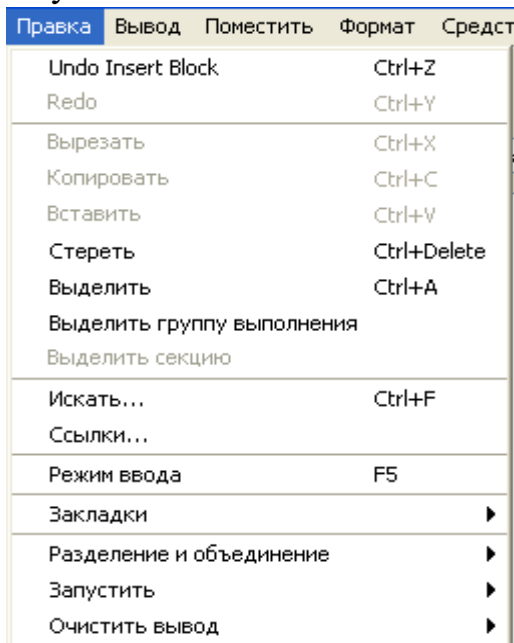 Правка Вывод Поместить Формат Средст
Undo Insert Block Ctrl+Z
Redo Ctrl+Y
Вырезать Ctrl+X
Копировать Ctrl+C
Вставить Ctrl+V
Стереть Ctrl+Delete
Выделить Ctrl+A
Выделить группу выполнения
Выделить секцию
Искать... Ctrl+F
Ссылки...
Режим ввода F5
Закладки
Разделение и объединение
Запустить
Очистить вывод